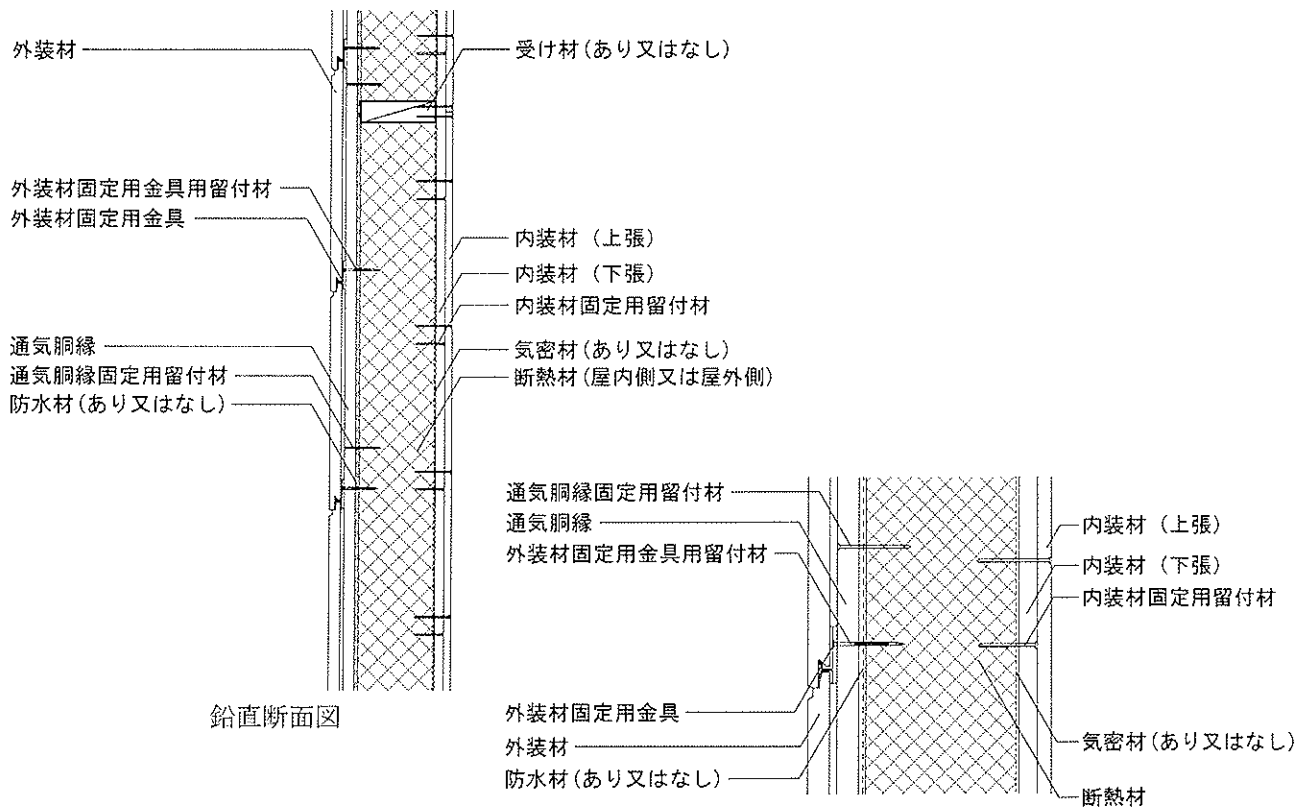 外装材
受け材(あり又はなし)
外装材固定用金具用留付材
外装材固定用金具
内装材 (上張)
内装材 (下張)
内装材固定用留付材
通気胴縁
通気胴縁固定用留付材
防水材(あり又はなし)
気密材(あり又はなし)
断熱材(屋内側又は屋外側)
鉛直断面図
通気胴縁固定用留付材
通気胴縁
外装材固定用金具用留付材
内装材 (上張)
内装材 (下張)
内装材固定用留付材
外装材固定用金具
外装材
防水材(あり又はなし)
気密材(あり又はなし)
断熱材